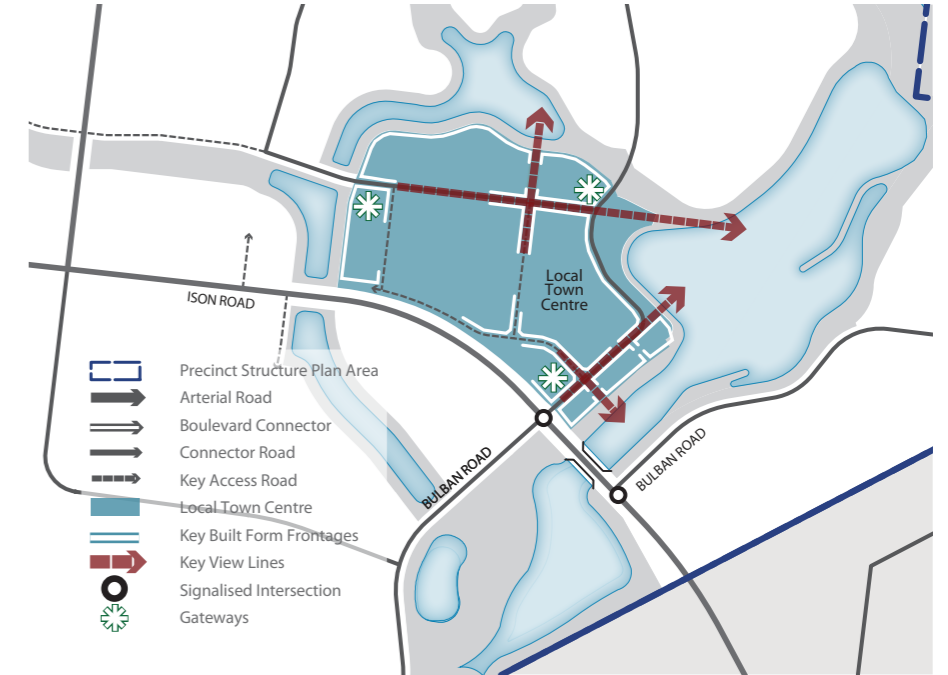 Local
Town
Centre
ISON ROAD
BULBAN ROAD
BULBAN ROAD
Precinct Structure Plan Area
Arterial Road
Boulevard Connector
Connector Road
Key Access Road
Local Town Centre
Key Built Form Frontages
Key View Lines
Signalised Intersection
Gateways